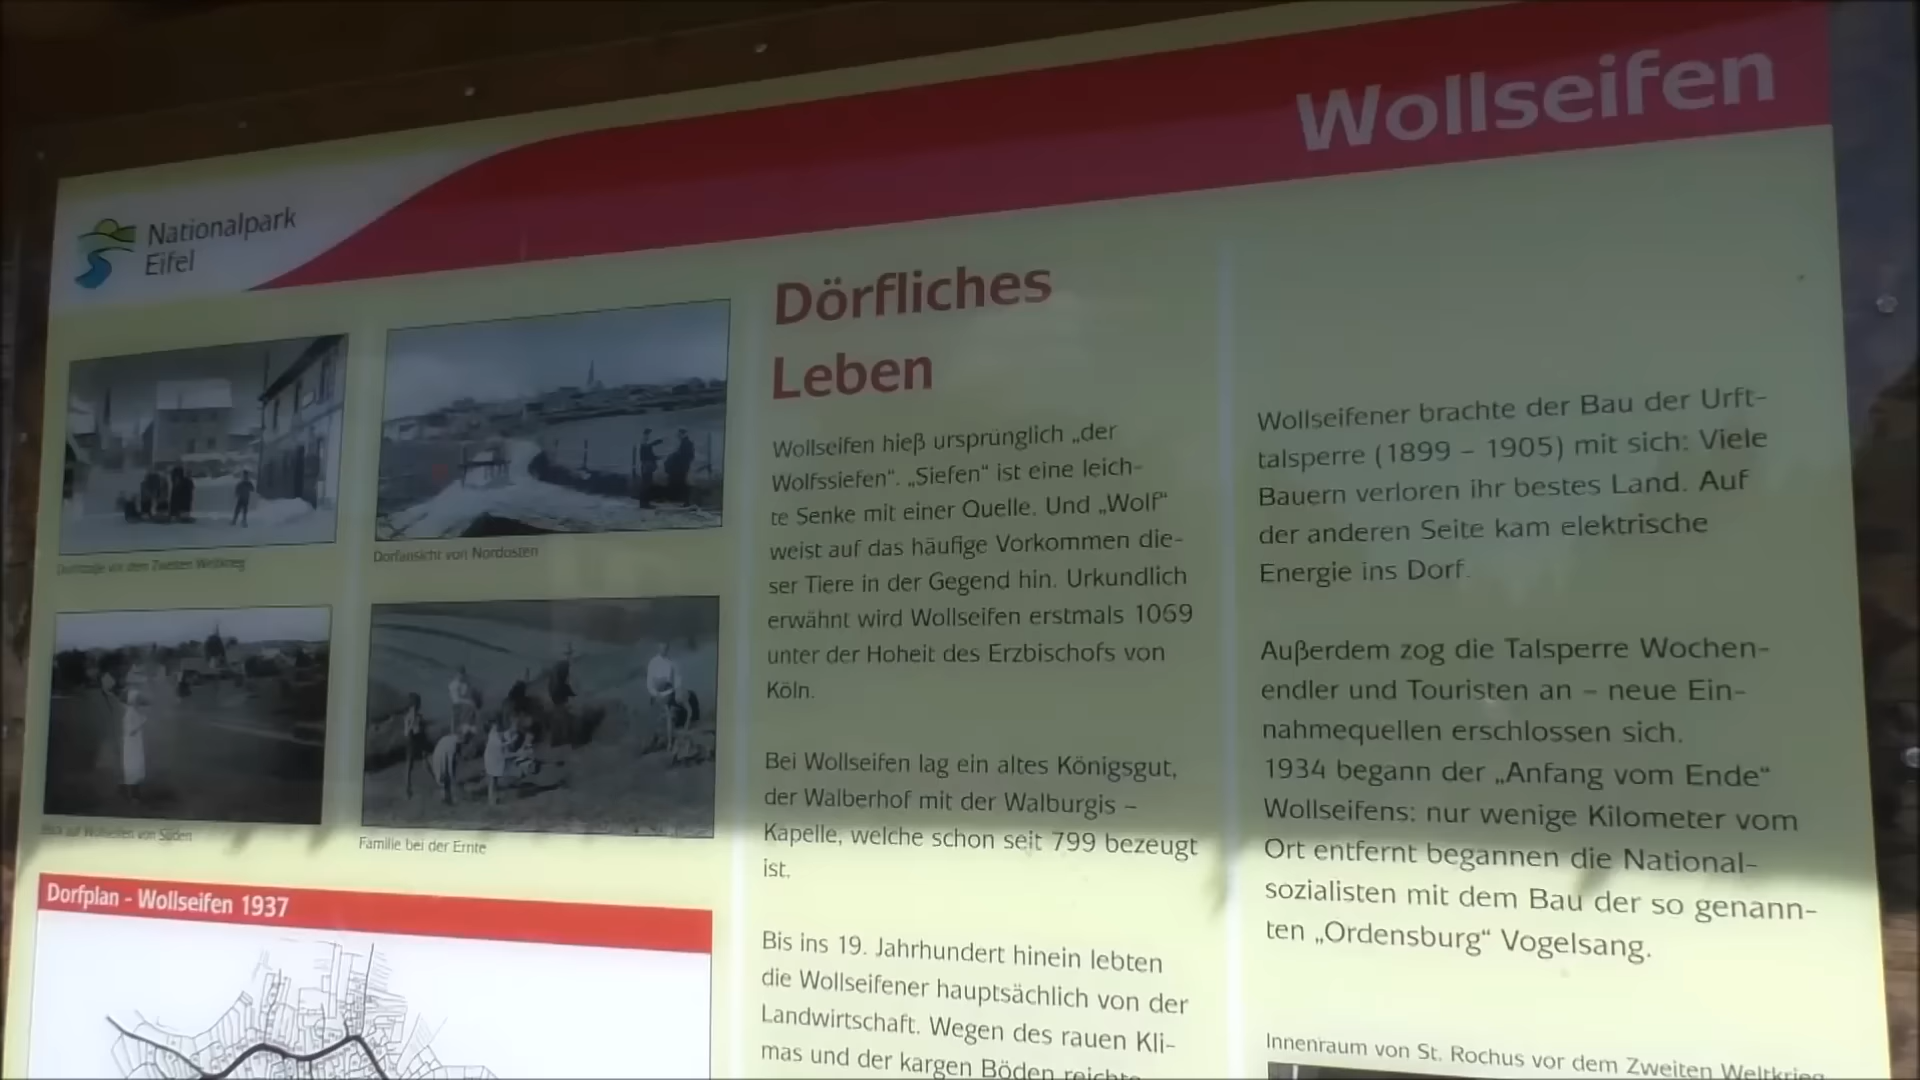 Wollseifen
Nationalpark
Eifel
Dorfansicht von Nordosten
Familie bei der Ernte
Dorfplan - Wollseifen 1937
Dörfliches
Leben
Wollseifen hieß ursprünglich „der
Wolfssiefen“. „Siefen“ ist eine leich-
te Senke mit einer Quelle. Und „Wolf“
weist auf das häufige Vorkommen die-
ser Tiere in der Gegend hin. Urkundlich
erwähnt wird Wollseifen erstmals 1069
unter der Hoheit des Erzbischofs von
Köln.
Bei Wollseifen lag ein altes Königsgut,
der Walberhof mit der Walburgis –
Kapelle, welche schon seit 799 bezeugt
ist.
Bis ins 19. Jahrhundert hinein lebten
die Wollseifener hauptsächlich von der
Landwirtschaft. Wegen des rauen Kli-
mas und der kargen Böden reichte
Wollseifener brachte der Bau der Urft-
talsperre (1899 – 1905) mit sich: Viele
Bauern verloren ihr bestes Land. Auf
der anderen Seite kam elektrische
Energie ins Dorf.
Außerdem zog die Talsperre Wochen-
endler und Touristen an – neue Ein-
nahmequellen erschlossen sich.
1934 begann der „Anfang vom Ende“
Wollseifens: nur wenige Kilometer vom
Ort entfernt begannen die National-
sozialisten mit dem Bau der so genann-
ten „Ordensburg“ Vogelsang.
Innenraum von St. Rochus vor dem Zweiten Weltkrieg